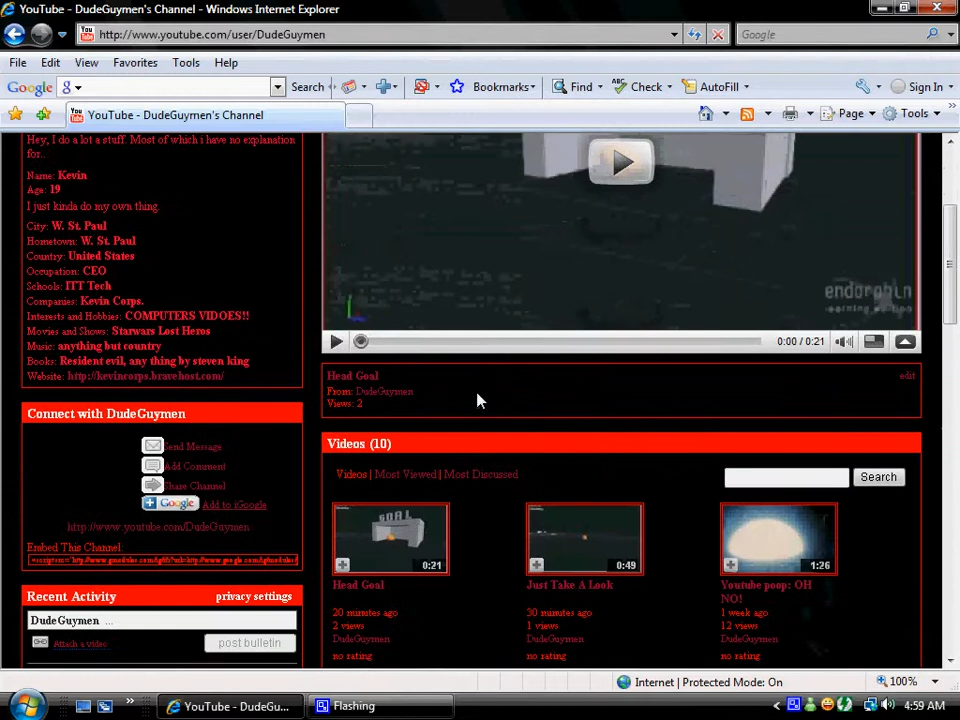 YouTube - DudeGuymen's Channel - Windows Internet Explorer
http://www.youtube.com/user/DudeGuymen
Google
File Edit View Favorites Tools Help
Google Search Bookmarks Find Check AutoFill Sign In
YouTube - DudeGuymen's Channel
Page Tools
Hey, I do a lot a stuff. Most of which i have no explanation
for..
Name: Kevin
Age: 19
I just kinda do my own thing.
City: W. St. Paul
Hometown: W. St. Paul
Country: United States
Occupation: CEO
Schools: ITT Tech
Companies: Kevin Corps.
Interests and Hobbies: COMPUTERS VIDOES!!
Movies and Shows: Starwars Lost Heros
Music: anything but country
Books: Resident evil, any thing by steven king
Website: http://kevincorps.bravehost.com/
Connect with DudeGuymen
Send Message
Add Comment
Share Channel
Google Add to iGoogle
http://www.youtube.com/DudeGuymen
Embed This Channel:
Recent Activity privacy settings
DudeGuymen ...
Attach a video post bulletin
endorphin
learning edition
0:00 / 0:21
Head Goal edit
From: DudeGuymen
Views: 2
Videos (10)
Videos | Most Viewed | Most Discussed Search
GOAL
0:21 0:49 1:26
Head Goal
20 minutes ago
2 views
DudeGuymen
no rating
Just Take A Look
30 minutes ago
1 views
DudeGuymen
no rating
Youtube poop: OH
NO!
1 week ago
12 views
DudeGuymen
no rating
Internet | Protected Mode: On 100%
YouTube - DudeGu... Flashing 4:59 AM